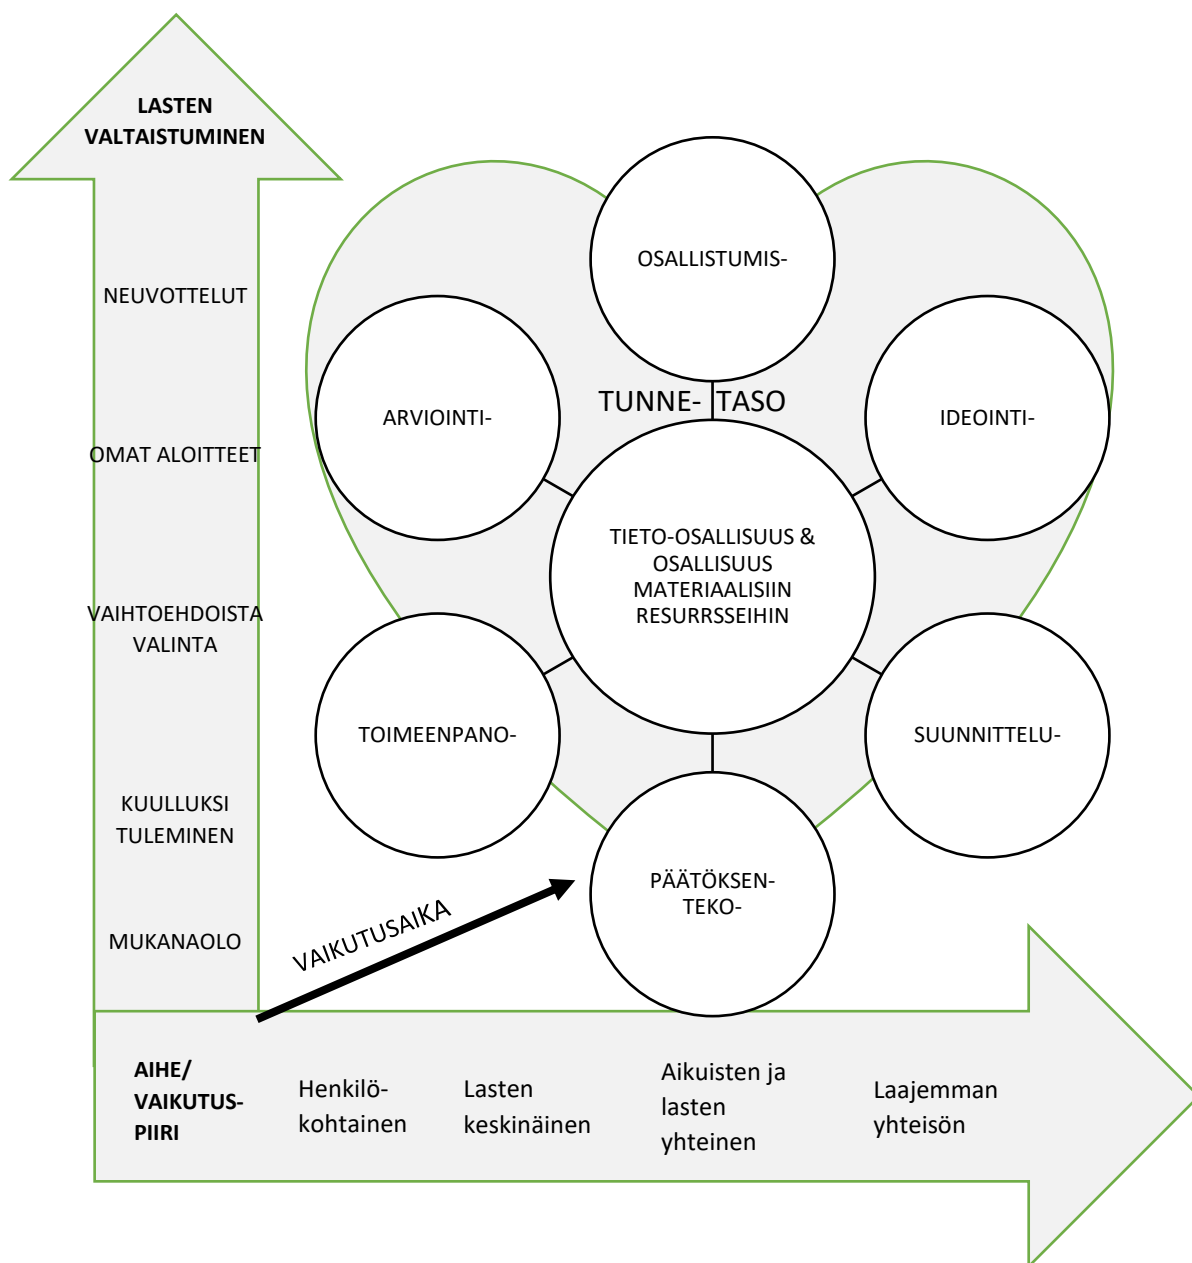 LASTEN
VALTAISTUMINEN
NEUVOTTELUT
OMAT ALOITTEET
VAIHTOEHDOISTA
VALINTA
KUULLUKSI
TULEMINEN
MUKANAOLO
OSALLISTUMIS-
ARVIOINTI-
IDEOINTI-
TUNNE- TASO
TIETO-OSALLISUUS &
OSALLISUUS
MATERIAALISIIN
RESURRSSEIHIN
TOIMEENPANO-
SUUNNITTELU-
PÄÄTÖKSEN-
TEKO-
VAIKUTUSAIKA
AIHE/
VAIKUTUS-
PIIRI
Henkilö-
kohtainen
Lasten
keskinäinen
Aikuisten ja
lasten
yhteinen
Laajemman
yhteisön